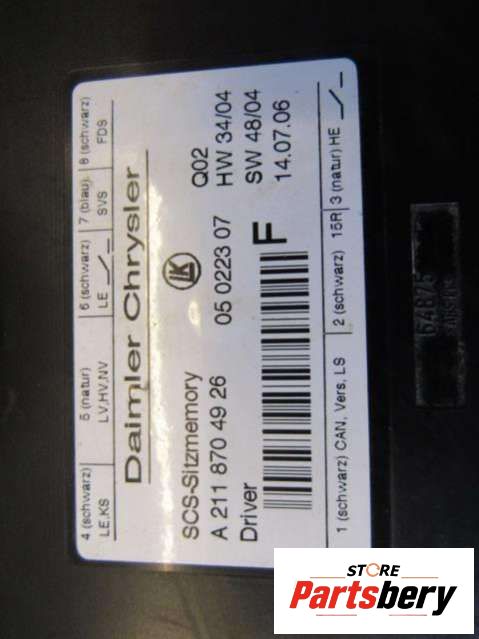 4 (schwarz) 5 (natur) 6 (schwarz) 7 (blau) 8 (schwarz)
LE,KS LV,HV,NV LE SVS FDS
Daimler Chrysler
SCS-Sitzmemory LK Q02
A 211 870 49 26 05 0223 07 HW 34/04
Driver SW 48/04
F 14.07.06
1 (schwarz) CAN, Vers, LS 2 (schwarz) 15R 3 (natur) HE
STORE
Partsbery